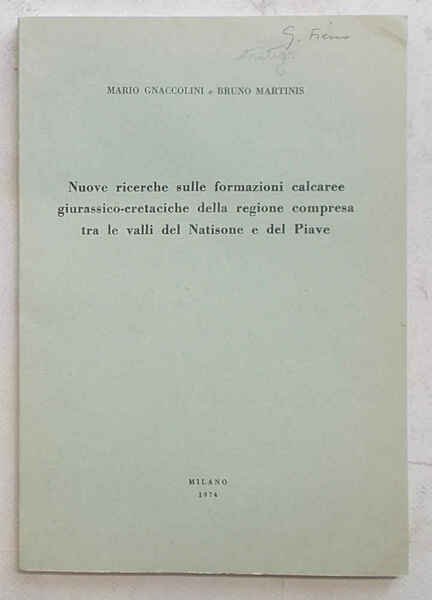 MARIO GNACCOLINI e BRUNO MARTINIS
Nuove ricerche sulle formazioni calcaree
giurassico-cretaciche della regione compresa
tra le valli del Natisone e del Piave
MILANO
1974